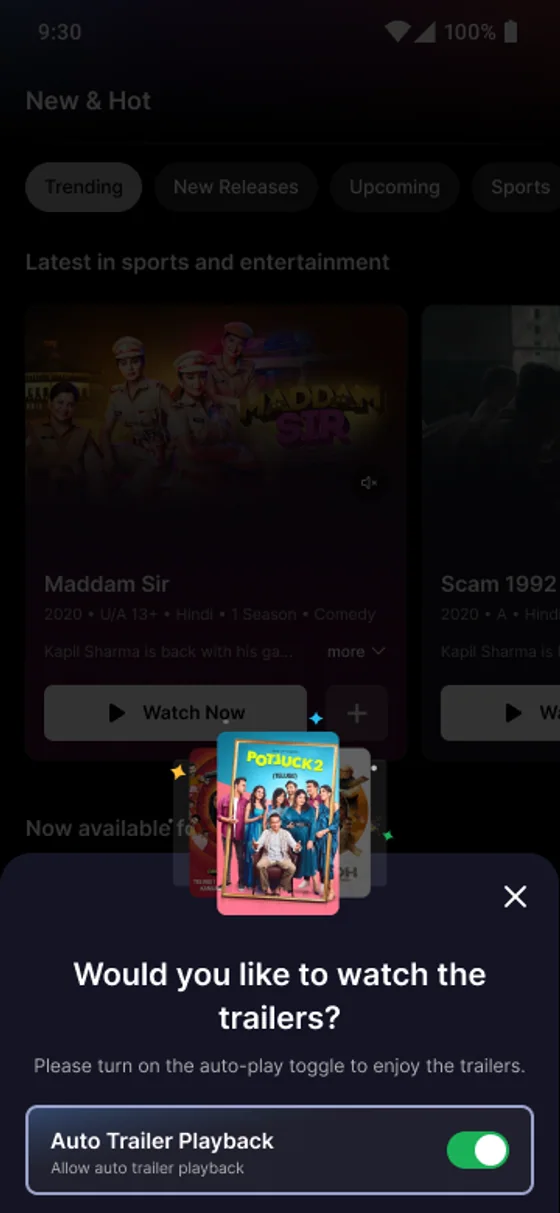 9:30
100%
New & Hot
Trending
New Releases
Upcoming
Sports
Latest in sports and entertainment
MADDAM
SIR
Maddam Sir
Scam 1992
2020 • U/A 13+ • Hindi • 1 Season • Comedy
2020 • A • Hind
Kapil Sharma is back with his ga...
more
Kapil Sharma is
Watch Now
Wa
POTLUCK 2
Now available fo
Would you like to watch the
trailers?
Please turn on the auto-play toggle to enjoy the trailers.
Auto Trailer Playback
Allow auto trailer playback